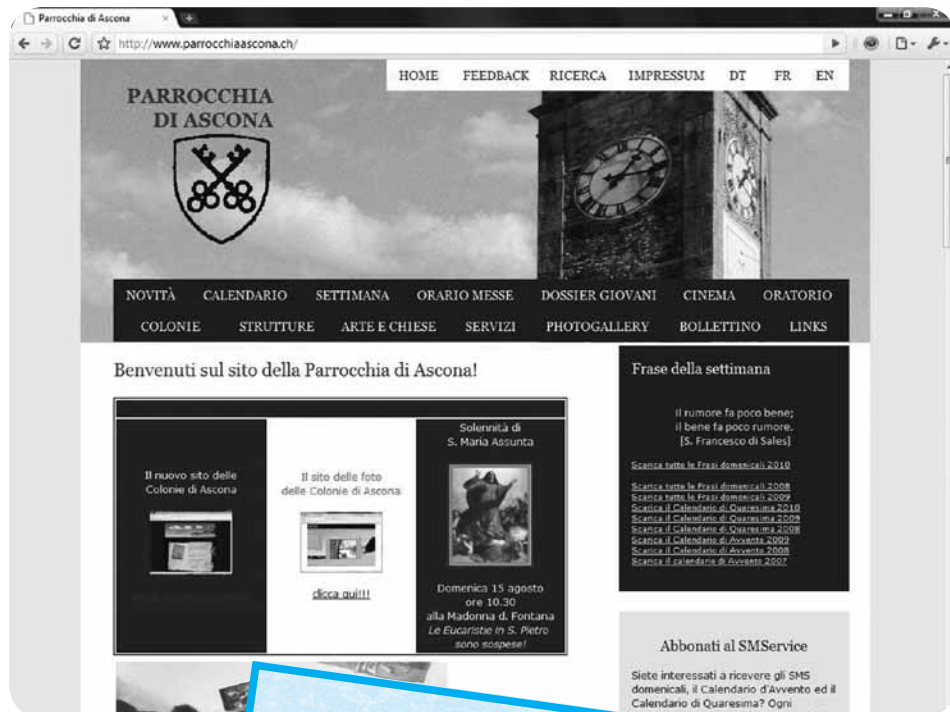 Parrocchia di Ascona
http://www.parrocchiaascona.ch/
HOME FEEDBACK RICERCA IMPRESSUM DT FR EN
PARROCCHIA
DI ASCONA
NOVITÀ CALENDARIO SETTIMANA ORARIO MESSE DOSSIER GIOVANI CINEMA ORATORIO
COLONIE STRUTTURE ARTE E CHIESE SERVIZI PHOTOGALLERY BOLLETTINO LINKS
Benvenuti sul sito della Parrocchia di Ascona!
Il nuovo sito delle
Colonie di Ascona
Il sito delle foto
delle Colonie di Ascona
clicca qui!!!
Solennità di
S. Maria Assunta
Domenica 15 agosto
ore 10.30
alla Madonna d. Fontana
Le Eucaristie in S. Pietro
sono sospese!
Frase della settimana
Il rumore fa poco bene;
il bene fa poco rumore.
[S. Francesco di Sales]
Scarica tutte le Frasi domenicali 2010
Scarica tutte le Frasi domenicali 2008
Scarica tutte le Frasi domenicali 2009
Scarica il Calendario di Quaresima 2010
Scarica il Calendario di Quaresima 2009
Scarica il Calendario di Quaresima 2008
Scarica il Calendario di Avvento 2009
Scarica il Calendario di Avvento 2008
Scarica il calendario di Avvento 2007
Abbonati al SMService
Siete interessati a ricevere gli SMS
domenicali, il Calendario d'Avvento ed il
Calendario di Quaresima? Ogni